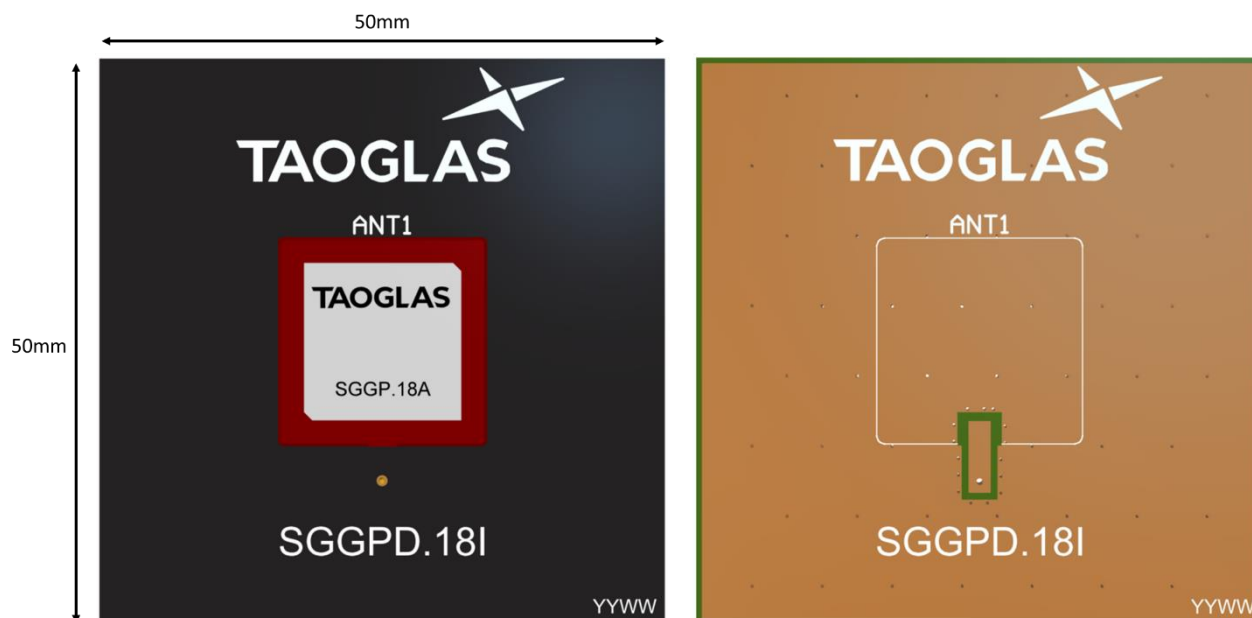 50mm
50mm
TAOGLAS
ANT1
TAOGLAS
SGGP.18A
SGGPD.18I
YYWW
TAOGLAS
ANT1
SGGPD.18I
YYWW